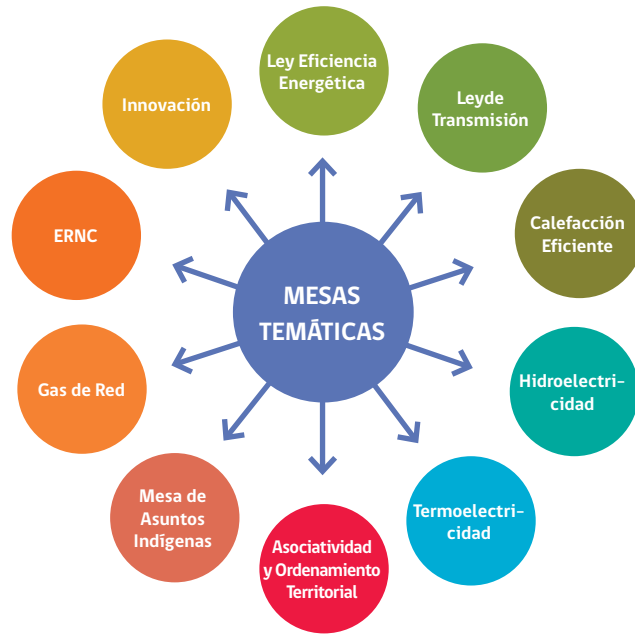 Ley Eficiencia
Energética
Leyde
Transmisión
Calefacción
Eficiente
Hidroelectri-
cidad
Termoelectri-
cidad
Asociatividad
y Ordenamiento
Territorial
Mesa de
Asuntos
Indígenas
Gas de Red
ERNC
Innovación
MESAS
TEMÁTICAS